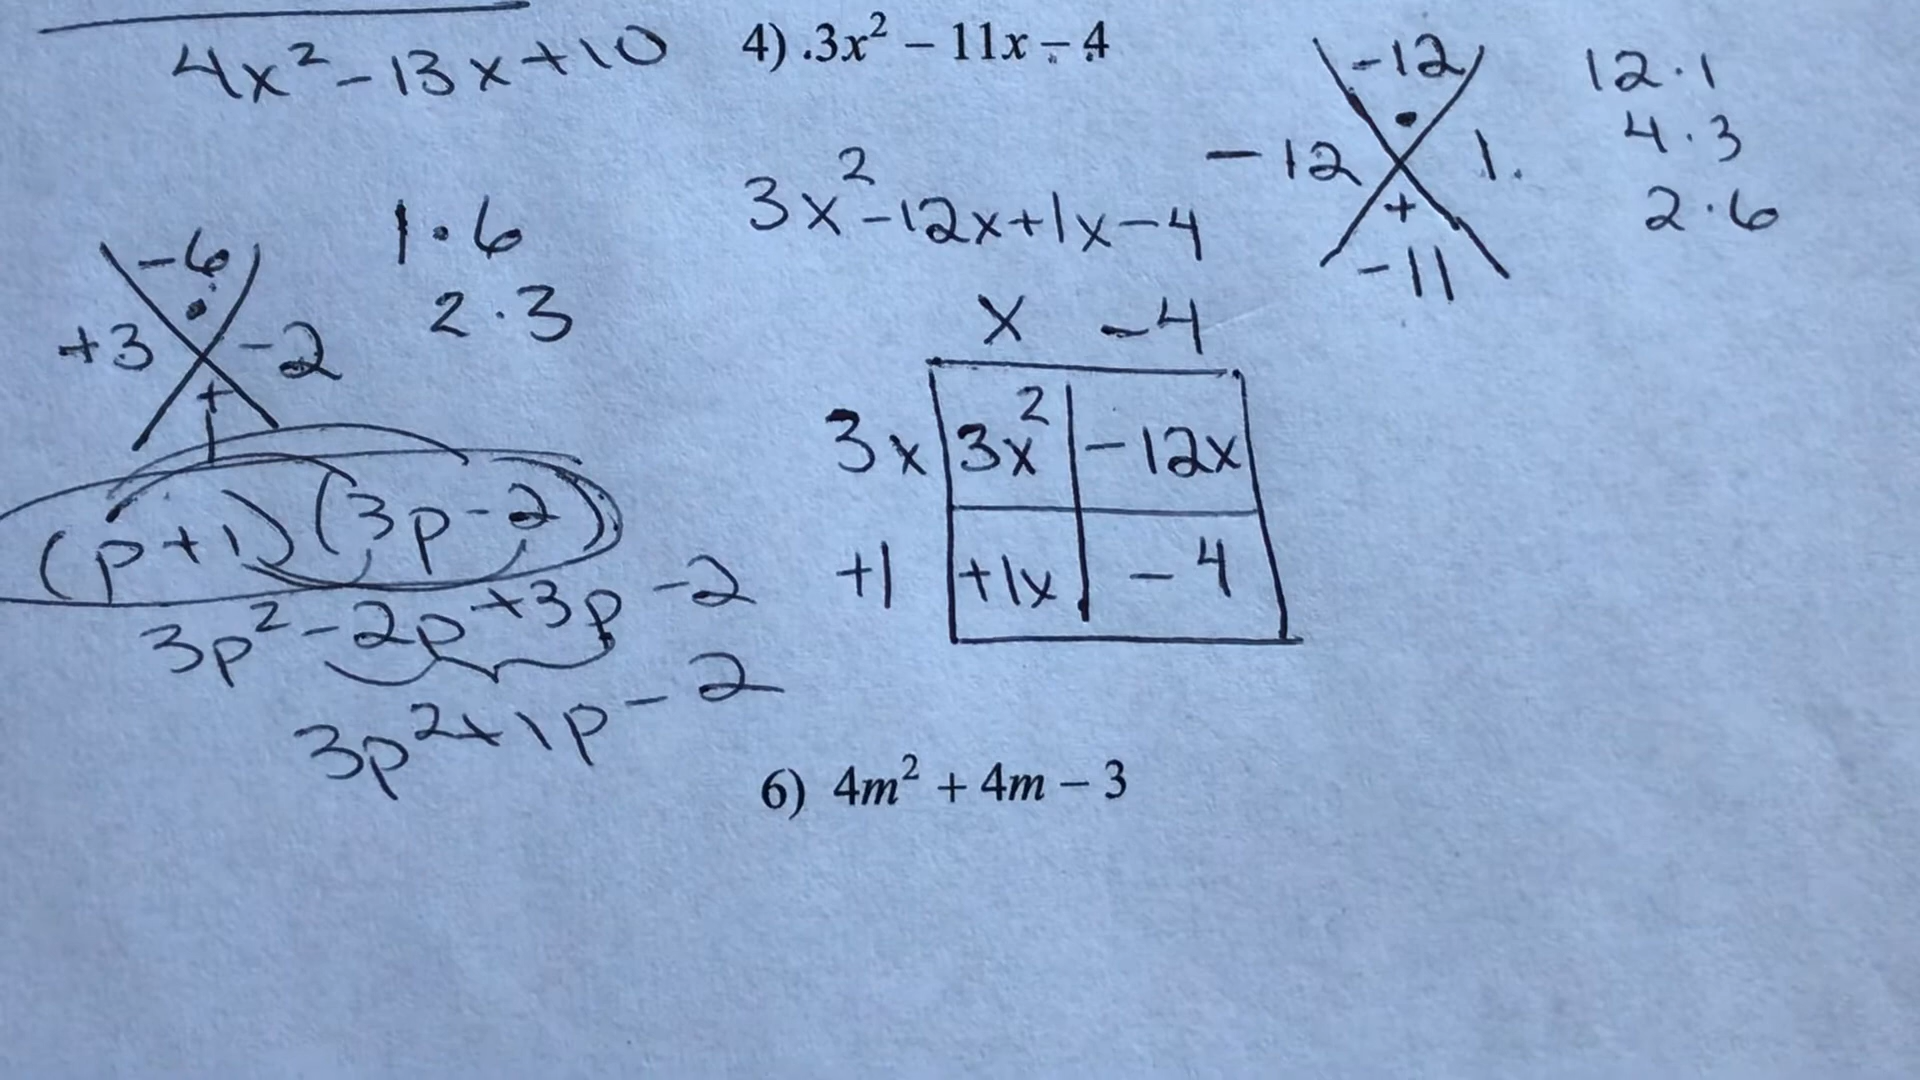 4x² - 13x + 10
1 · 6
2 · 3
-6
·
+3 -2
+
1
(p + 1) (3p - 2)
3p² - 2p + 3p - 2
3p² + 1p - 2
4) .3x² − 11x − 4
-12
·
-12 1.
+
-11
12 · 1
4 · 3
2 · 6
3x² - 12x + 1x - 4
x -4
3x 3x² -12x
+1 +1x -4
6) 4m² + 4m − 3